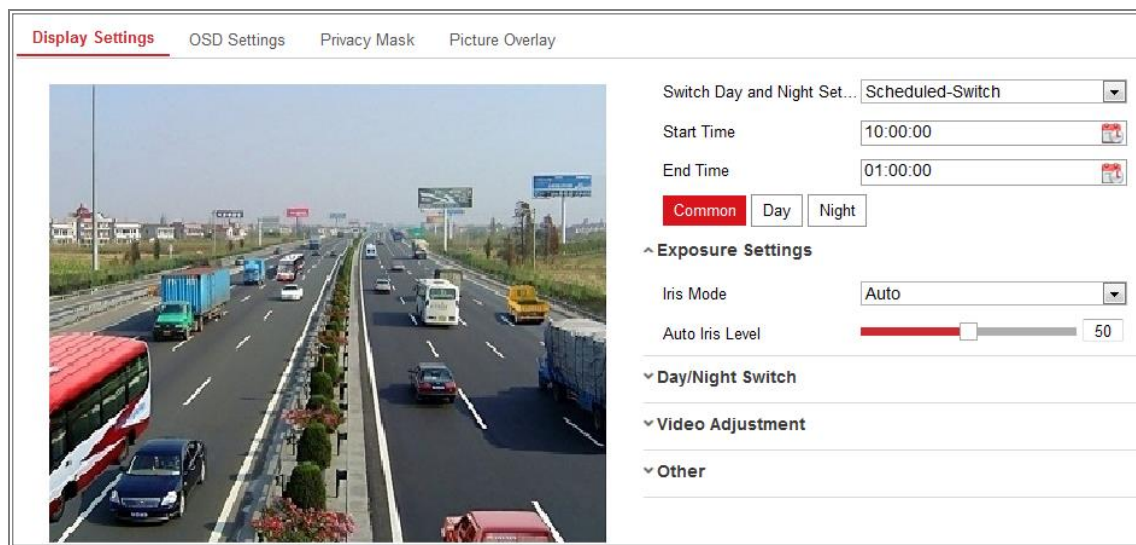 Display Settings OSD Settings Privacy Mask Picture Overlay
Switch Day and Night Set... Scheduled-Switch
Start Time 10:00:00
End Time 01:00:00
Common Day Night
Exposure Settings
Iris Mode Auto
Auto Iris Level 50
Day/Night Switch
Video Adjustment
Other